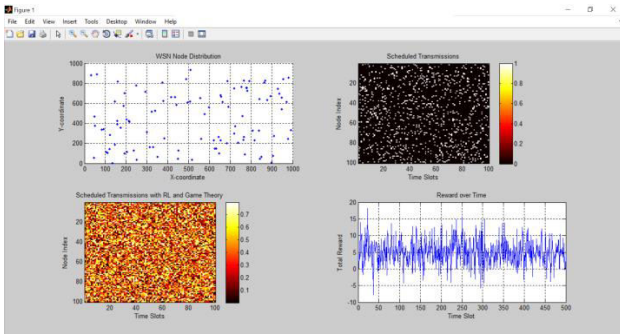 Figure 1
File Edit View Insert Tools Desktop Window Help
WSN Node Distribution
1000
800
600
400
200
0
Y-coordinate
0 100 200 300 400 500 600 700 800 900 1000
X-coordinate
Scheduled Transmissions
20
40
60
80
100
Node Index
20 40 60 80 100
Time Slots
1
0.8
0.6
0.4
0.2
0
Scheduled Transmissions with RL and Game Theory
20
40
60
80
100
Node Index
20 40 60 80 100
Time Slots
0.7
0.6
0.5
0.4
0.3
0.2
0.1
Reward over Time
20
15
10
5
0
-5
-10
Total Reward
0 50 100 150 200 250 300 350 400 450 500
Time Slot